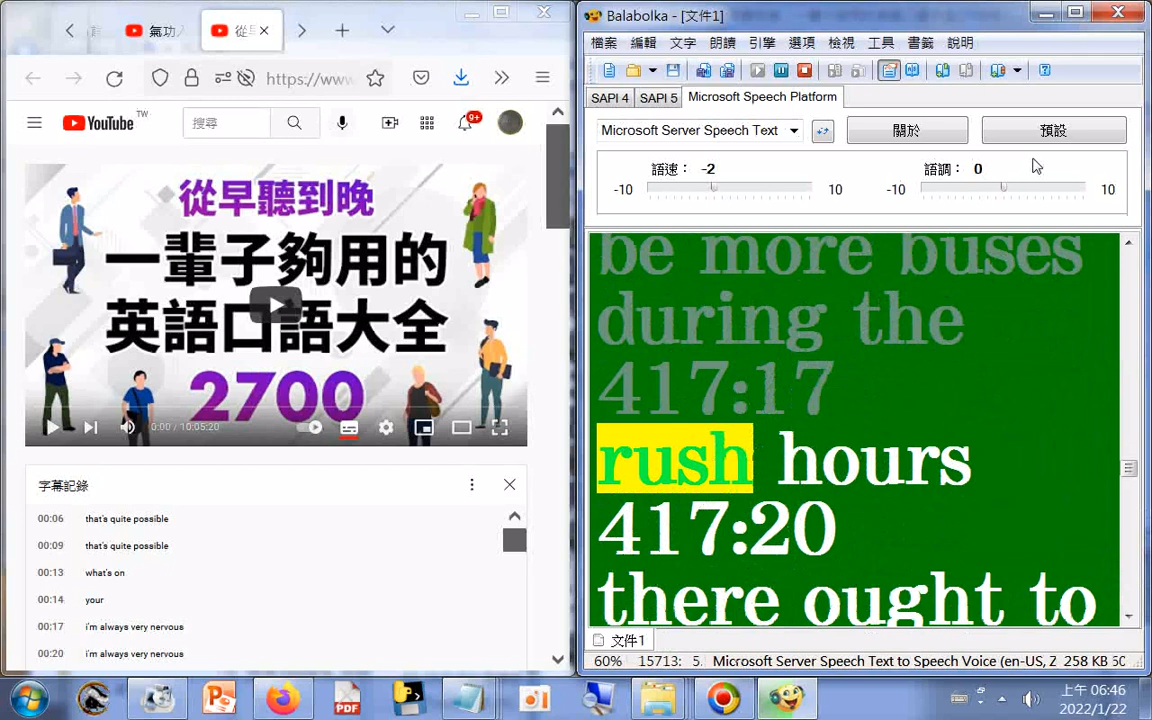 氣功
從
https://www
YouTube TW
搜尋
9+
從早聽到晚
一輩子夠用的
英語口語大全
2700
0:00 / 10:05:20
字幕記錄
00:06 that's quite possible
00:09 that's quite possible
00:13 what's on
00:14 your
00:17 i'm always very nervous
00:20 i'm always very nervous
Balabolka - [文件1]
檔案 編輯 文字 朗讀 引擎 選項 檢視 工具 書籤 說明
SAPI 4 SAPI 5 Microsoft Speech Platform
Microsoft Server Speech Text 關於 預設
語速： -2 語調： 0
-10 10 -10 10
be more buses
during the
417:17
rush hours
417:20
there ought to
文件1
60% 15713: 5. Microsoft Server Speech Text to Speech Voice (en-US, Z 258 KB
PDF
上午 06:46
2022/1/22